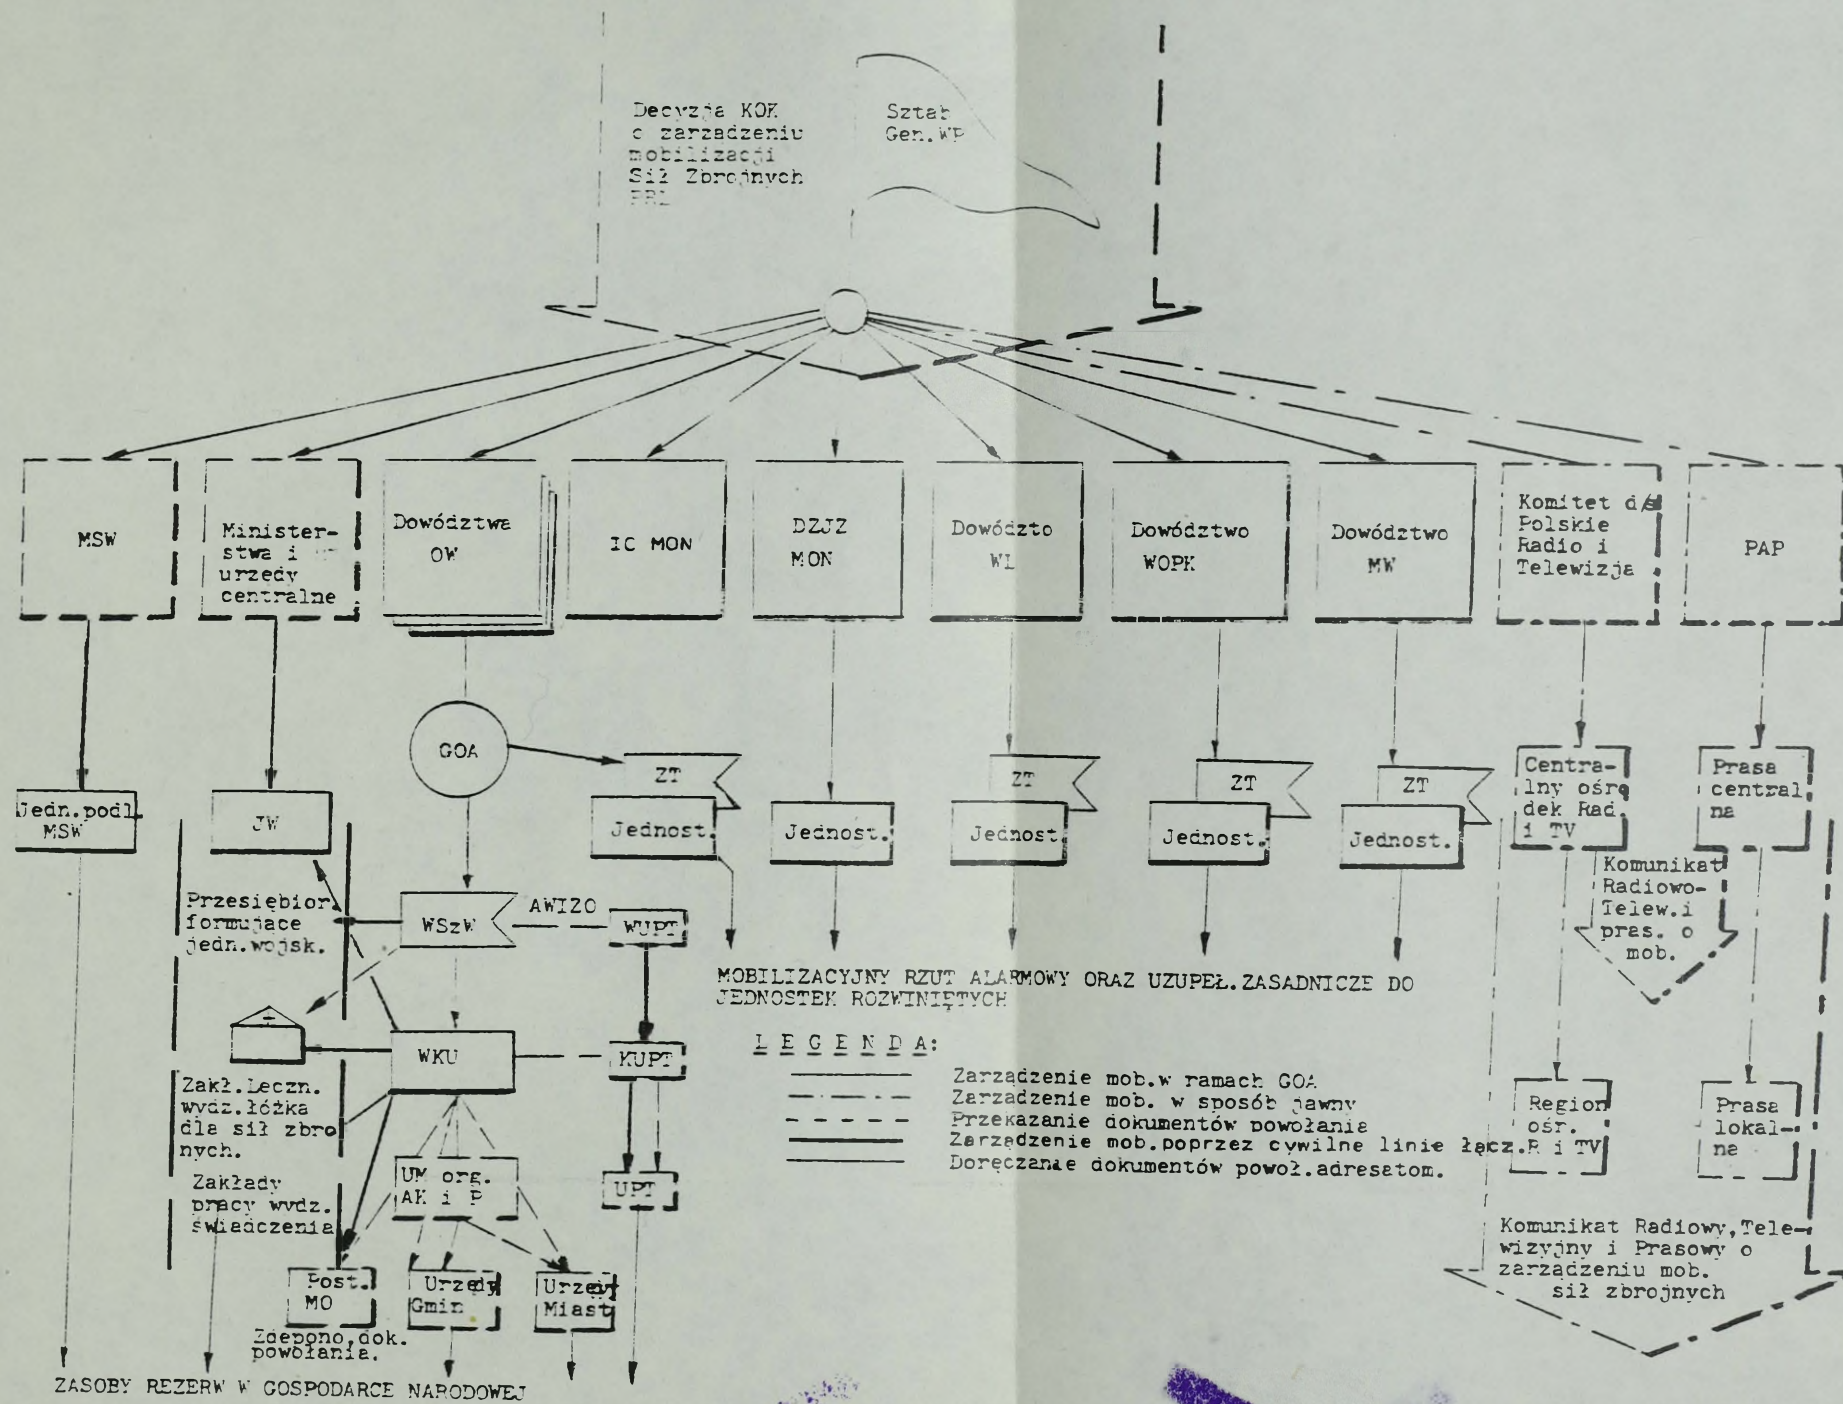 Decyzja KOK
o zarządzeniu
mobilizacji
Sił Zbrojnych
PRL
Sztab
Gen.WP
MSW
Minister-
stwa i
urzędy
centralne
Dowództwa
OW
IC MON
DZJZ
MON
Dowództo
WL
Dowództwo
WOPK
Dowództwo
MW
Komitet d/s
Polskie
Radio i
Telewizja
PAP
GOA
ZT
Jednost.
Jednost.
ZT
Jednost.
ZT
Jednost.
ZT
Jednost.
Centra-
lny ośro
dek Rad.
i TV
Prasa
central
na
Jedn.podl.
MSW
JW
Przesiębior.
formujące
jedn.wojsk.
WSzW
AWIZO
WUPT
Komunikat
Radiowo-
Telew.i
pras. o
mob.
MOBILIZACYJNY RZUT ALARMOWY ORAZ UZUPEŁ.ZASADNICZE DO
JEDNOSTEK ROZWINIĘTYCH
WKU
KUPT
Zakł.Leczn.
wydz.łóżka
dla sił zbro
nych.
Zakłady
pracy wydz.
świadczenia
UM org.
AK i P
UPT
L E G E N D A:
Zarządzenie mob.w ramach GOA
Zarządzenie mob. w sposób jawny
Przekazanie dokumentów powołania
Zarządzenie mob.poprzez cywilne linie łącz.
Doręczanie dokumentów powoł.adresatom.
Region
ośr.
R i TV
Prasa
lokal-
na
Komunikat Radiowy,Tele-
wizyjny i Prasowy o
zarządzeniu mob.
sił zbrojnych
Post.
MO
Urzędy
Gmin
Urzędy
Miast
Zdepono,dok.
powołania.
ZASOBY REZERW W GOSPODARCE NARODOWEJ